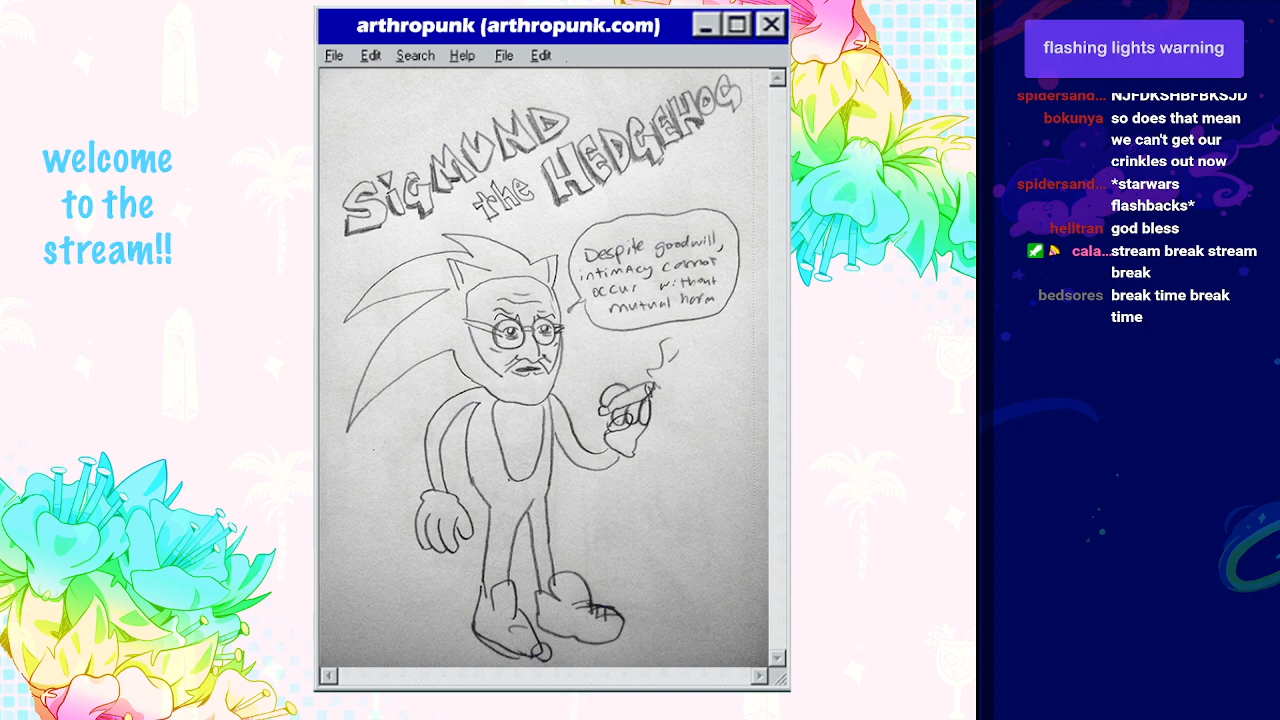 welcome
to the
stream!!
arthropunk (arthropunk.com)
File Edit Search Help File Edit
SIGMUND
the HEDGEHOG
Despite goodwill,
intimacy cannot
occur without
mutual harm
flashing lights warning
spidersand... NJFDKSHBFBKSJD
bokunya so does that mean
we can't get our
crinkles out now
spidersand... *starwars
flashbacks*
helltran god bless
cala... stream break stream
break
bedsores break time break
time